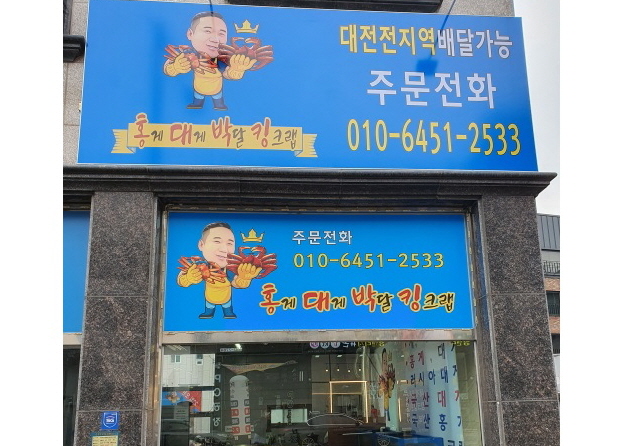 대전전지역배달가능
주문전화
010-6451-2533
홍게 대게 박달 킹크랩
주문전화
010-6451-2533
홍게 대게 박달 킹크랩